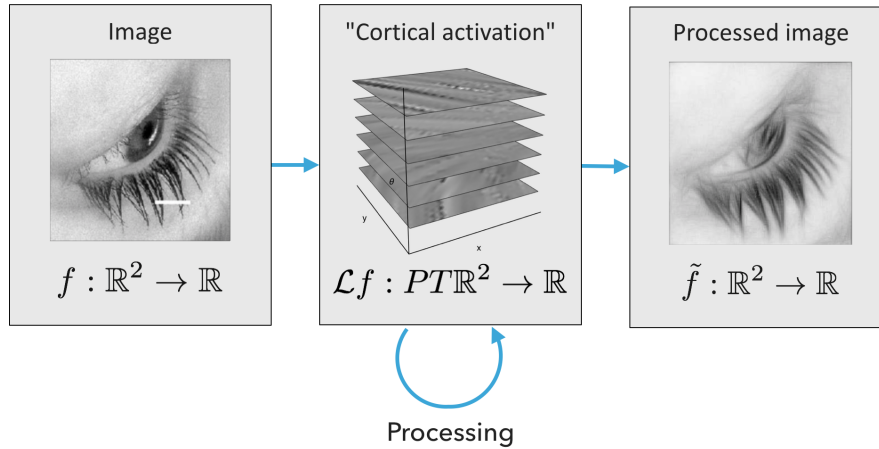 Image
"Cortical activation"
Processed image
θ
y
x
f : ℝ² → ℝ
ℒf : PTℝ² → ℝ
f̃ : ℝ² → ℝ
Processing